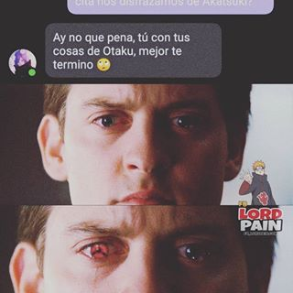 cita nos disfrazamos de Akatsuki?
Ay no que pena, tú con tus
cosas de Otaku, mejor te
termino 🙄
LORD
PAIN